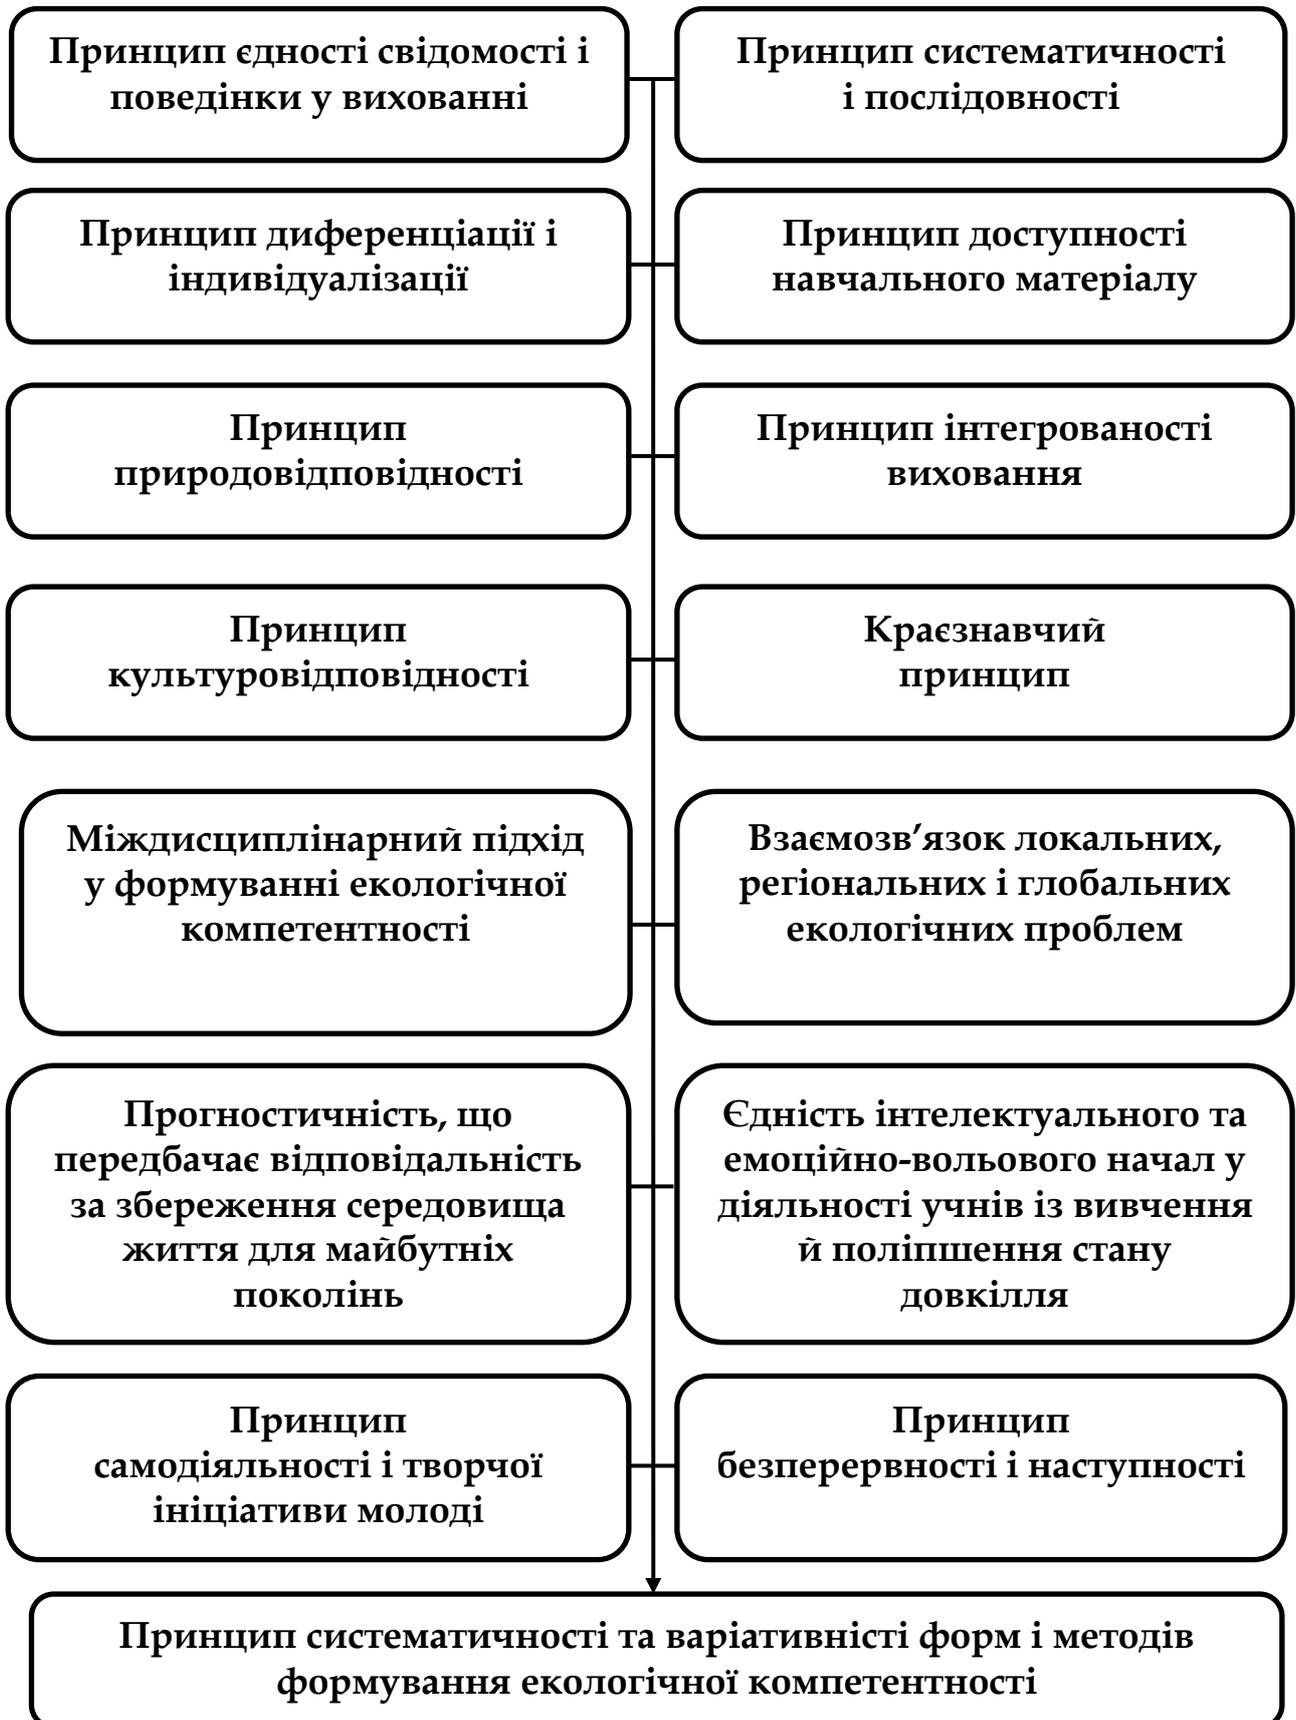 Принцип єдності свідомості і
поведінки у вихованні
Принцип систематичності
і послідовності
Принцип диференціації і
індивідуалізації
Принцип доступності
навчального матеріалу
Принцип
природовідповідності
Принцип інтегрованості
виховання
Принцип
культуровідповідності
Краєзнавчий
принцип
Міждисциплінарний підхід
у формуванні екологічної
компетентності
Взаємозв’язок локальних,
регіональних і глобальних
екологічних проблем
Прогностичність, що
передбачає відповідальність
за збереження середовища
життя для майбутніх
поколінь
Єдність інтелектуального та
емоційно-вольового начал у
діяльності учнів із вивчення
й поліпшення стану
довкілля
Принцип
самодіяльності і творчої
ініціативи молоді
Принцип
безперервності і наступності
Принцип систематичності та варіативністі форм і методів
формування екологічної компетентності